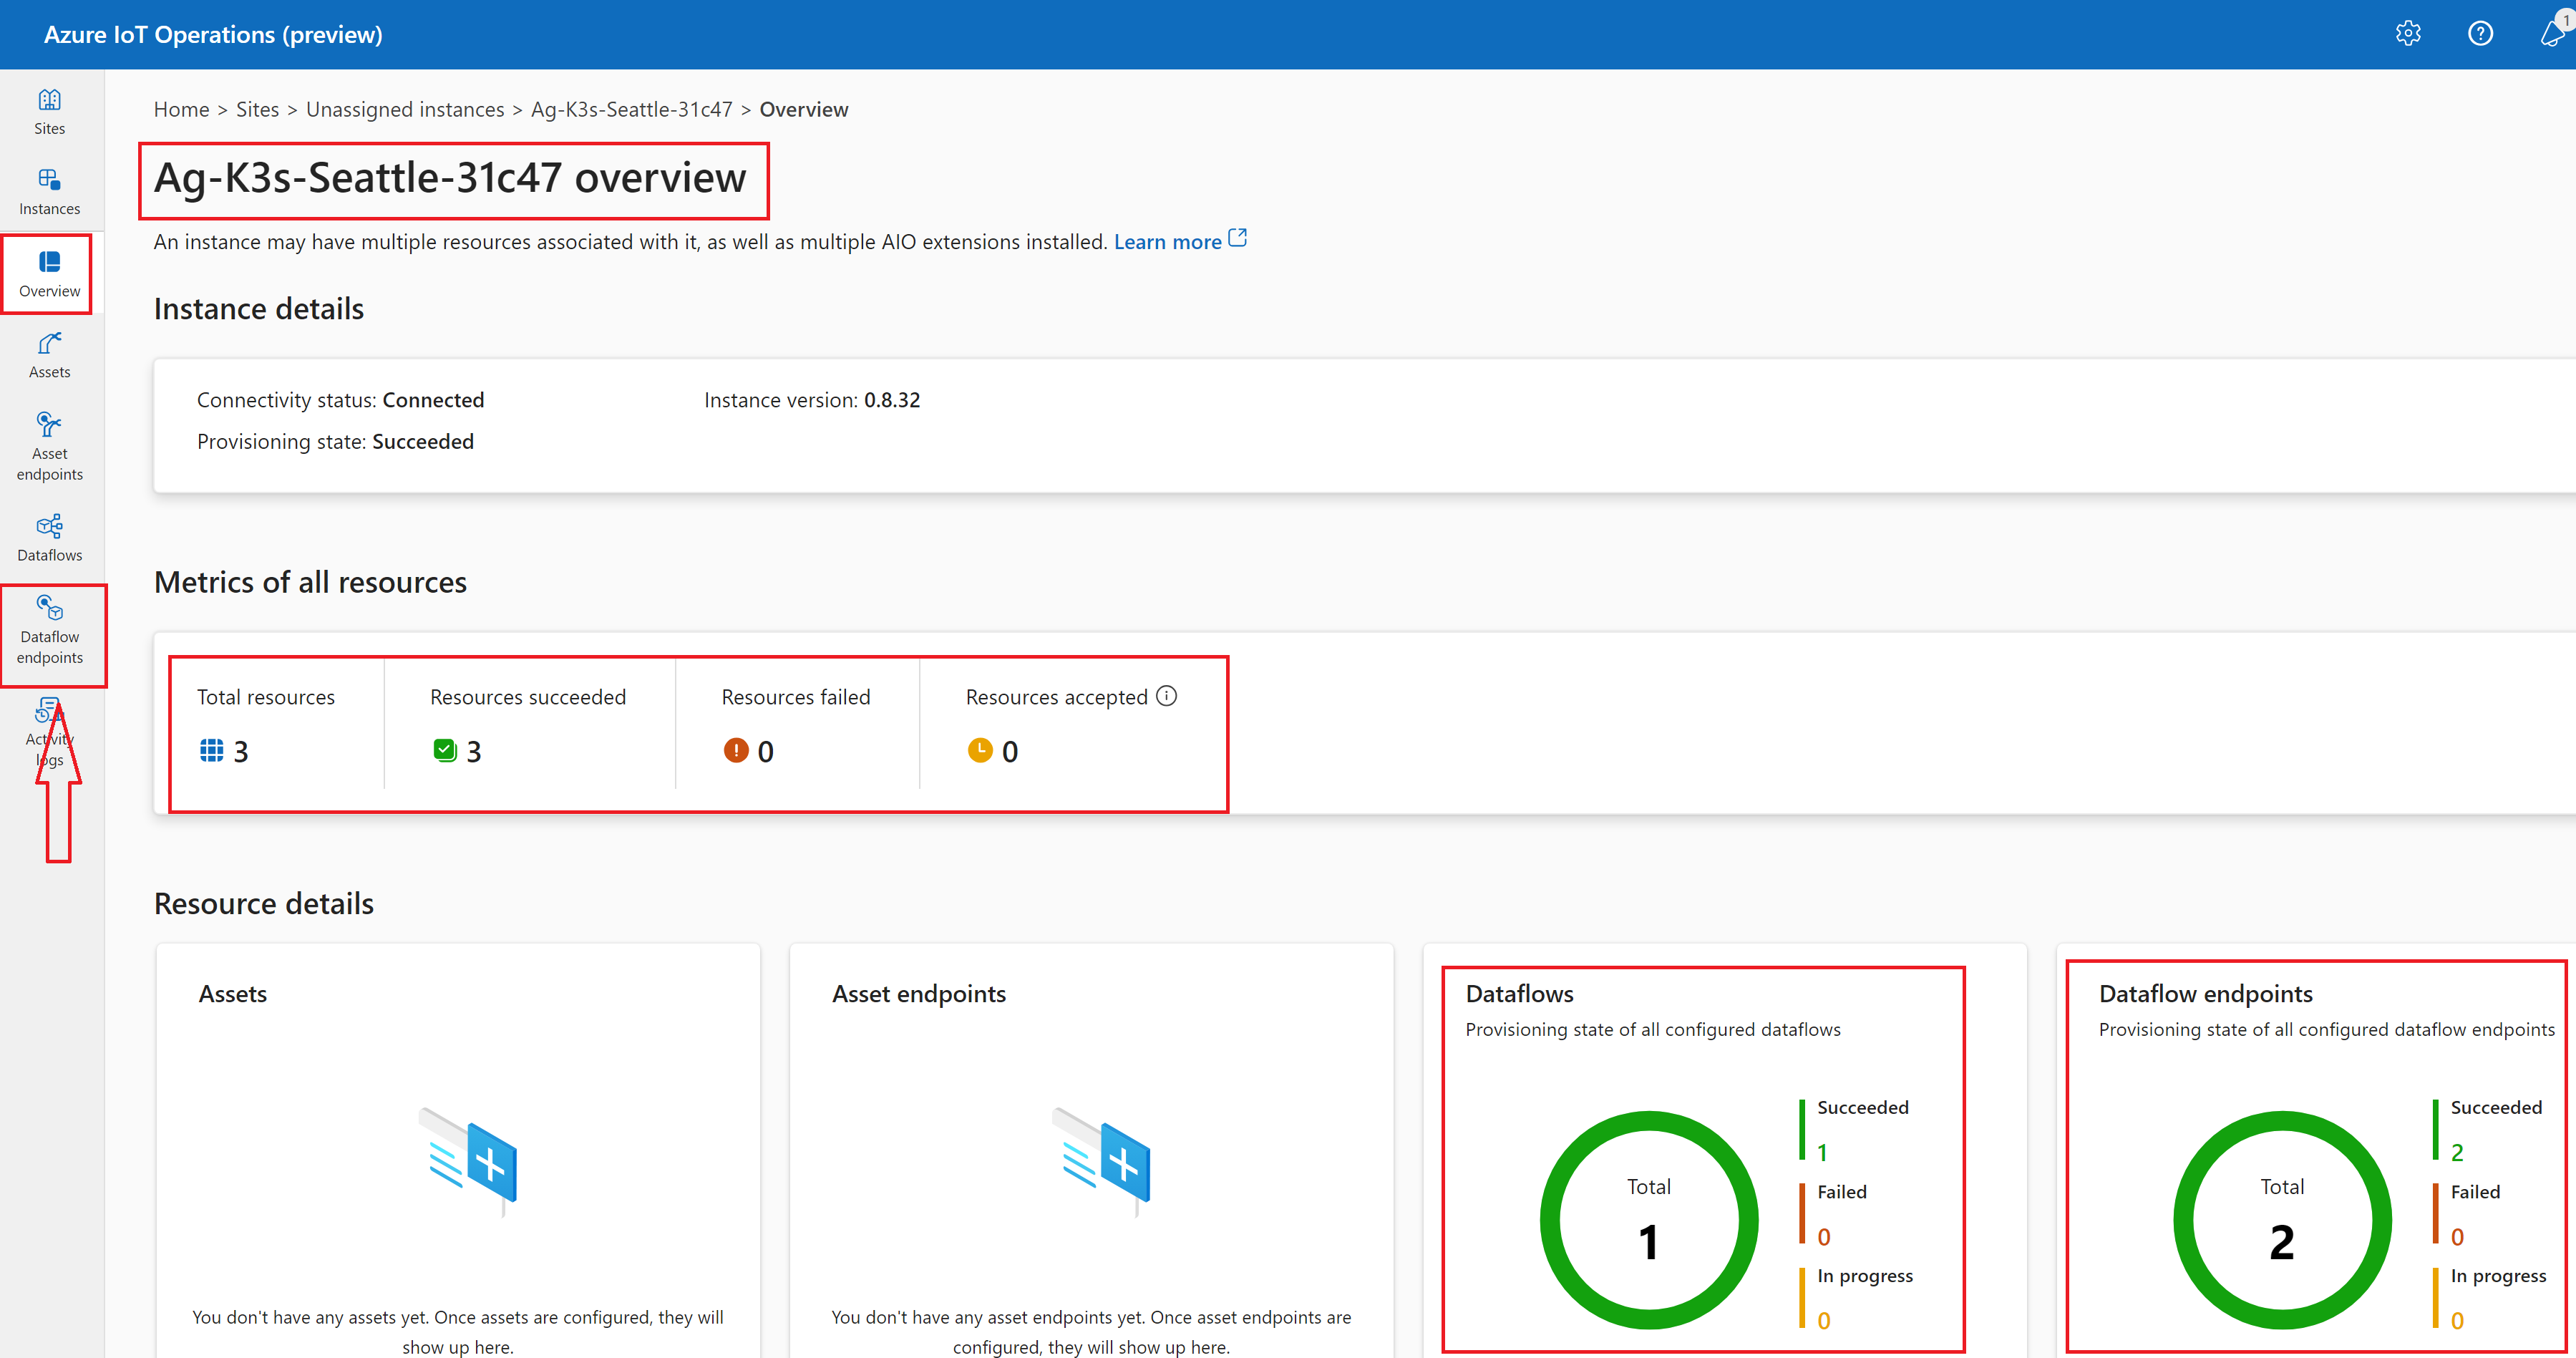 Azure IoT Operations (preview)
1
Sites
Instances
Overview
Assets
Asset
endpoints
Dataflows
Dataflow
endpoints
Activity
logs
Home > Sites > Unassigned instances > Ag-K3s-Seattle-31c47 > Overview
Ag-K3s-Seattle-31c47 overview
An instance may have multiple resources associated with it, as well as multiple AIO extensions installed. Learn more
Instance details
Connectivity status: Connected
Instance version: 0.8.32
Provisioning state: Succeeded
Metrics of all resources
Total resources
3
Resources succeeded
3
Resources failed
0
Resources accepted
0
Resource details
Assets
You don't have any assets yet. Once assets are configured, they will
show up here.
Asset endpoints
You don't have any asset endpoints yet. Once asset endpoints are
configured, they will show up here.
Dataflows
Provisioning state of all configured dataflows
Total
1
Succeeded
1
Failed
0
In progress
0
Dataflow endpoints
Provisioning state of all configured dataflow endpoints
Total
2
Succeeded
2
Failed
0
In progress
0